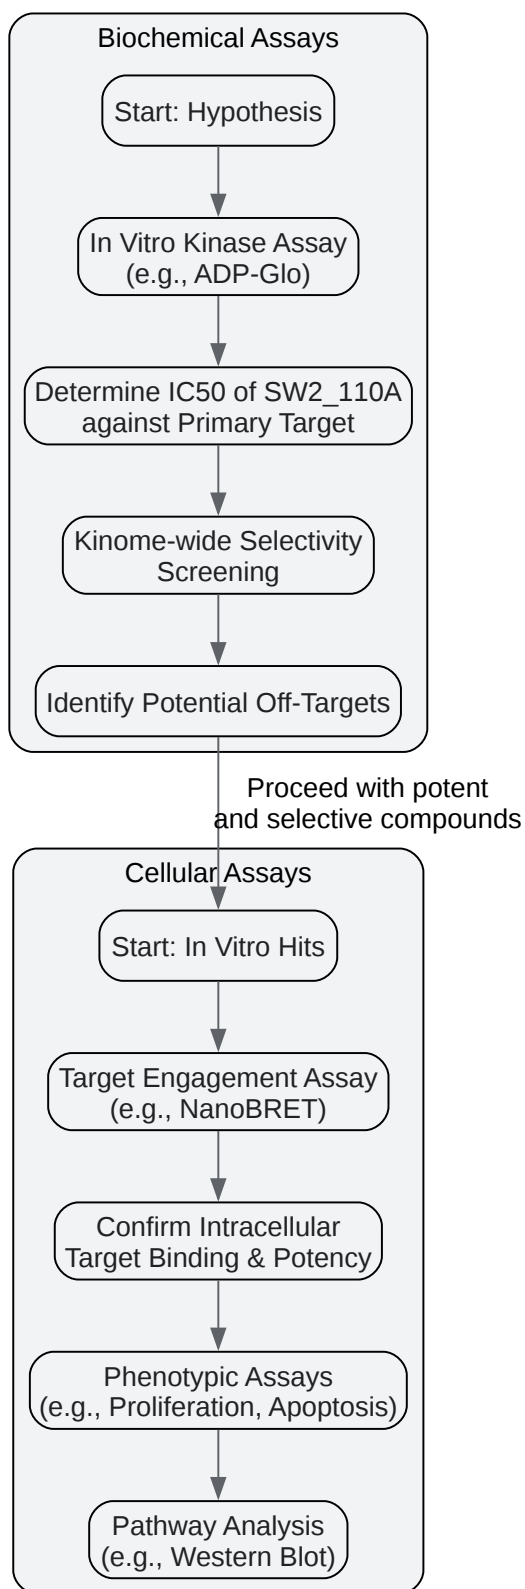 Biochemical Assays
Start: Hypothesis
In Vitro Kinase Assay
(e.g., ADP-Glo)
Determine IC50 of SW2_110A
against Primary Target
Kinome-wide Selectivity
Screening
Identify Potential Off-Targets
Proceed with potent
and selective compounds
Cellular Assays
Start: In Vitro Hits
Target Engagement Assay
(e.g., NanoBRET)
Confirm Intracellular
Target Binding & Potency
Phenotypic Assays
(e.g., Proliferation, Apoptosis)
Pathway Analysis
(e.g., Western Blot)